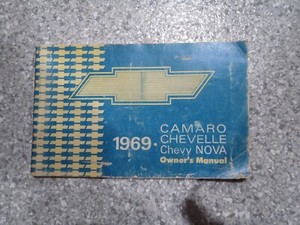 1969
CAMARO
CHEVELLE
Chevy NOVA
Owner's Manual